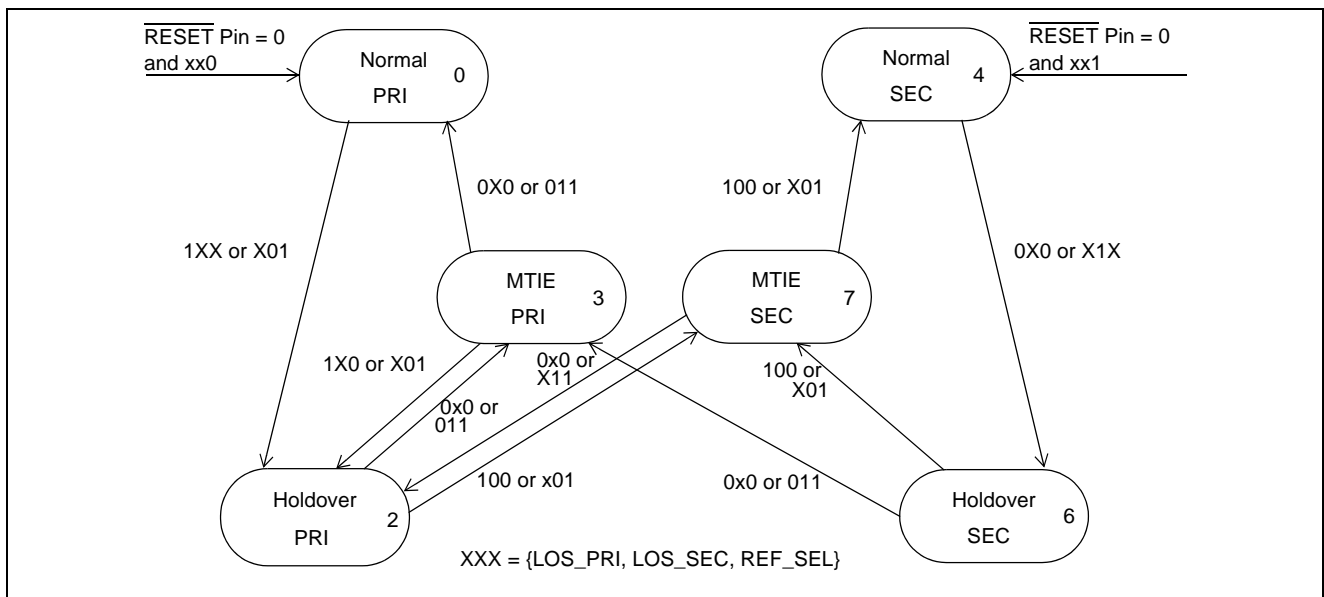 RESET Pin = 0
and xx0
Normal
0
PRI
Normal
4
SEC
RESET Pin = 0
and xx1
0X0 or 011
100 or X01
1XX or X01
0X0 or X1X
MTIE
3
PRI
MTIE
7
SEC
1X0 or X01
0x0 or
011
0x0 or
X11
100 or
X01
100 or x01
0x0 or 011
Holdover
2
PRI
Holdover
6
SEC
XXX = {LOS_PRI, LOS_SEC, REF_SEL}